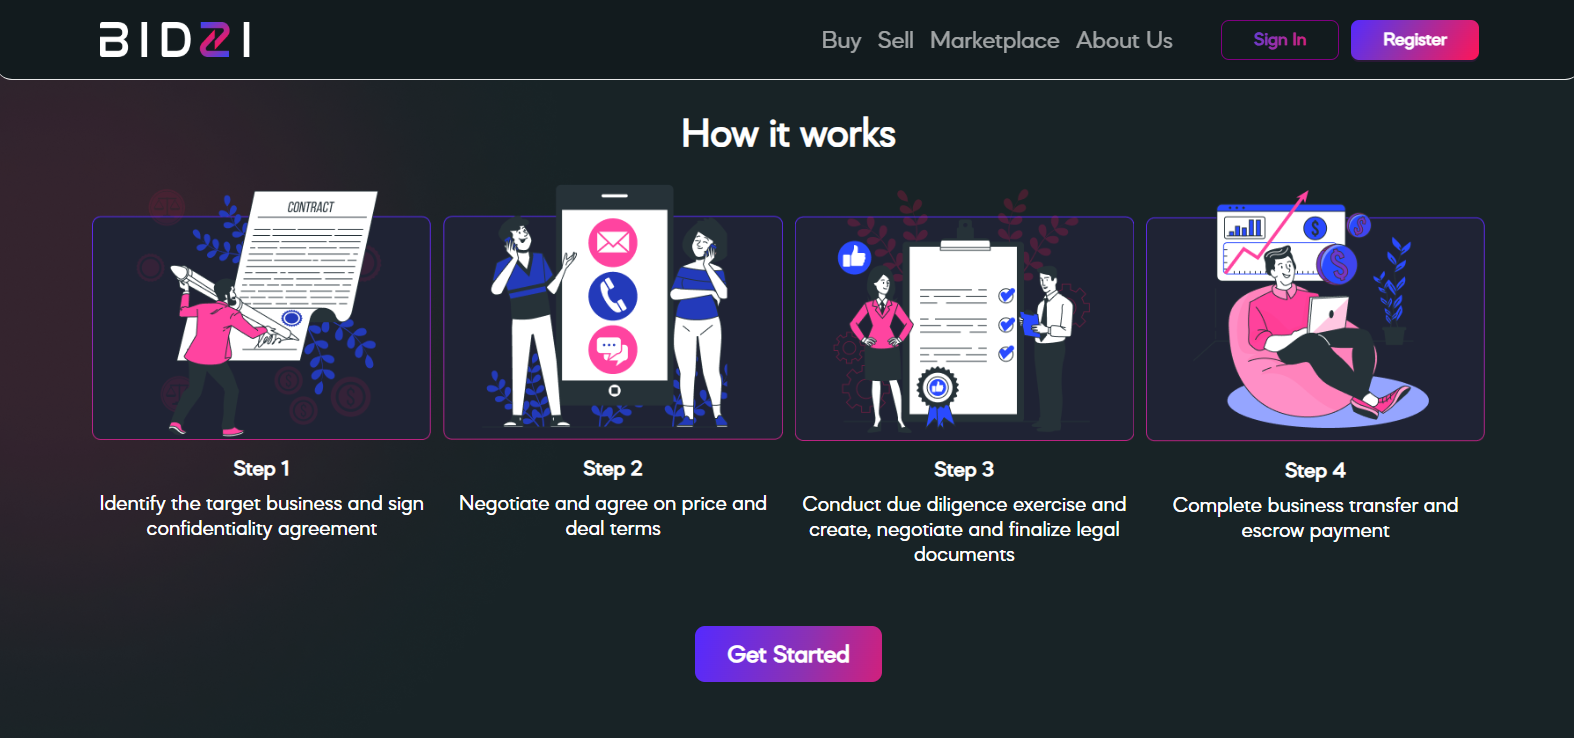 BIDZI
Buy Sell Marketplace About Us Sign In Register
How it works
CONTRACT
Step 1
Identify the target business and sign
confidentiality agreement
Step 2
Negotiate and agree on price and
deal terms
Step 3
Conduct due diligence exercise and
create, negotiate and finalize legal
documents
Step 4
Complete business transfer and
escrow payment
Get Started